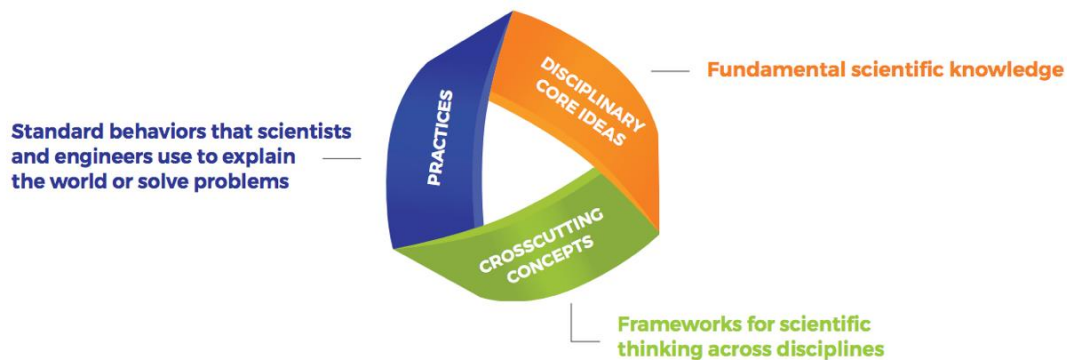 DISCIPLINARY
CORE IDEAS
Fundamental scientific knowledge
PRACTICES
Standard behaviors that scientists
and engineers use to explain
the world or solve problems
CROSSCUTTING
CONCEPTS
Frameworks for scientific
thinking across disciplines